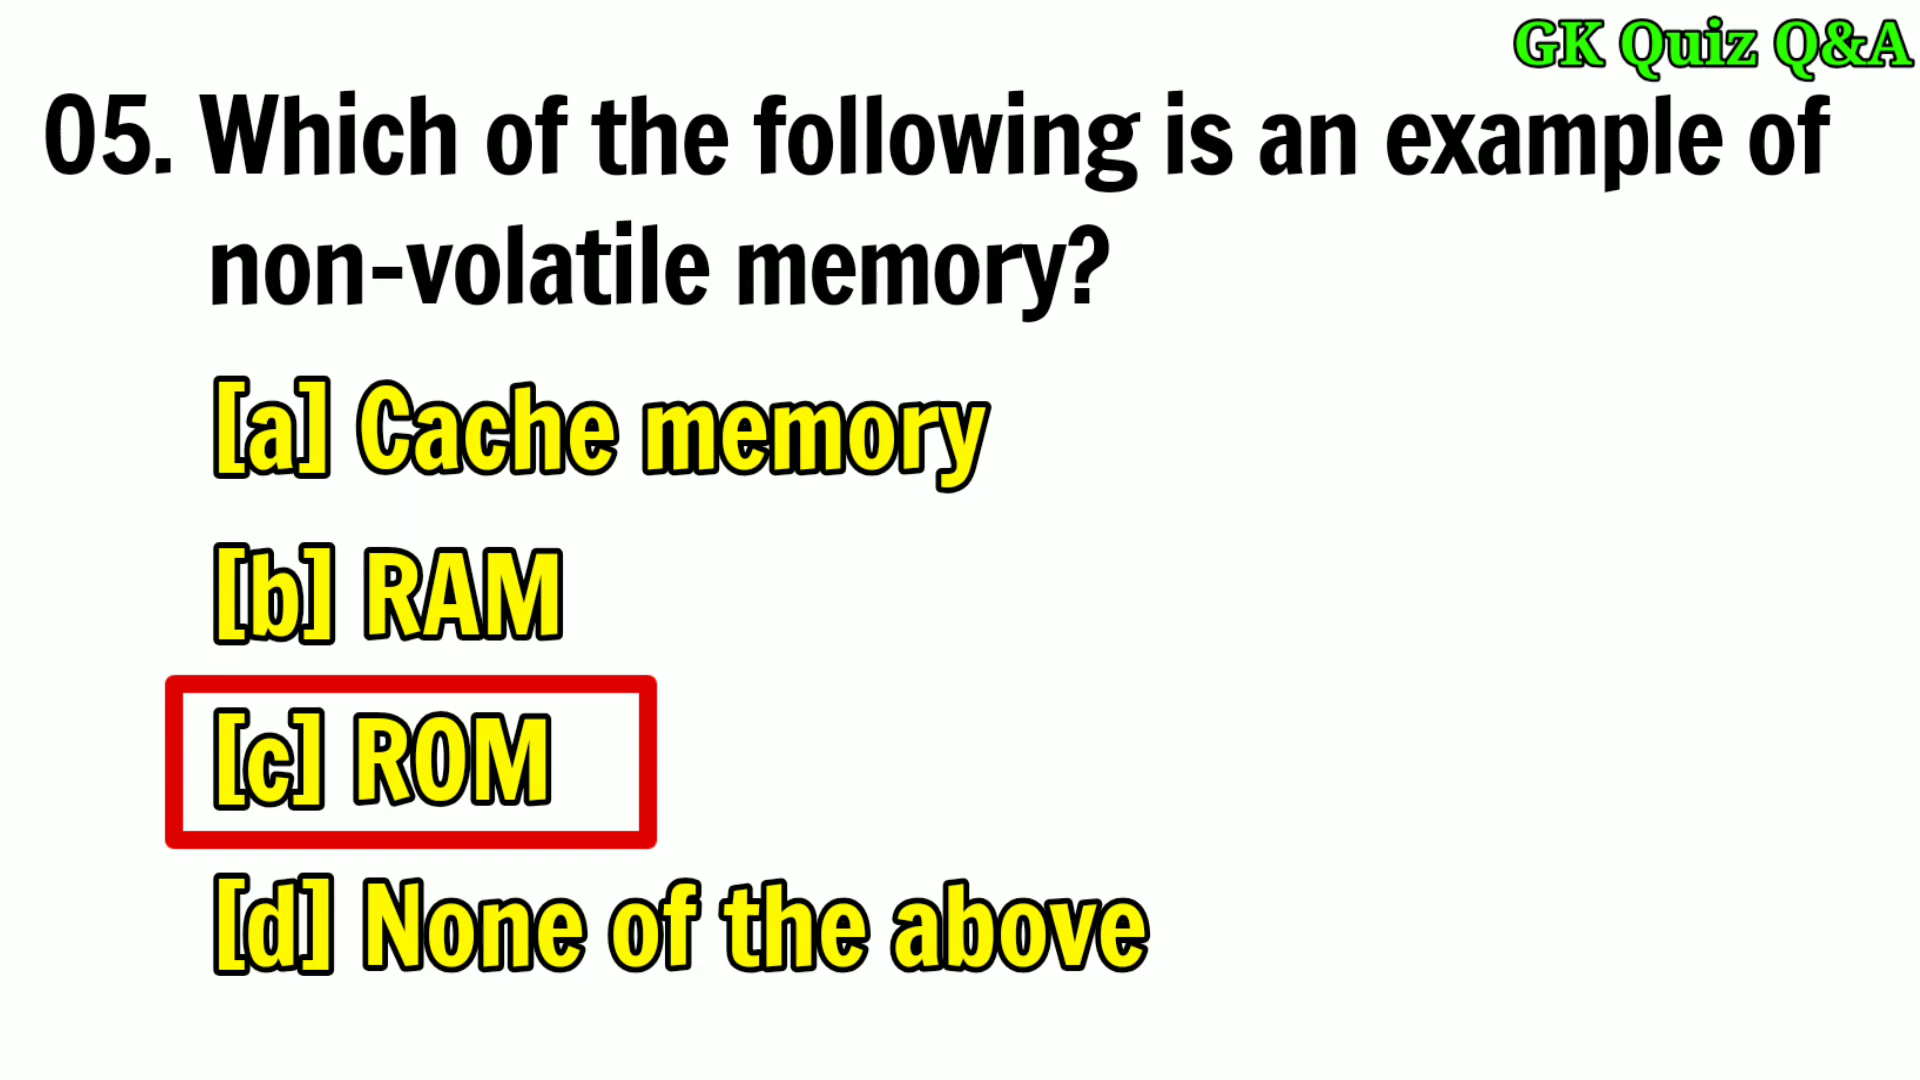 GK Quiz Q&A
05. Which of the following is an example of
non-volatile memory?
[a] Cache memory
[b] RAM
[c] ROM
[d] None of the above